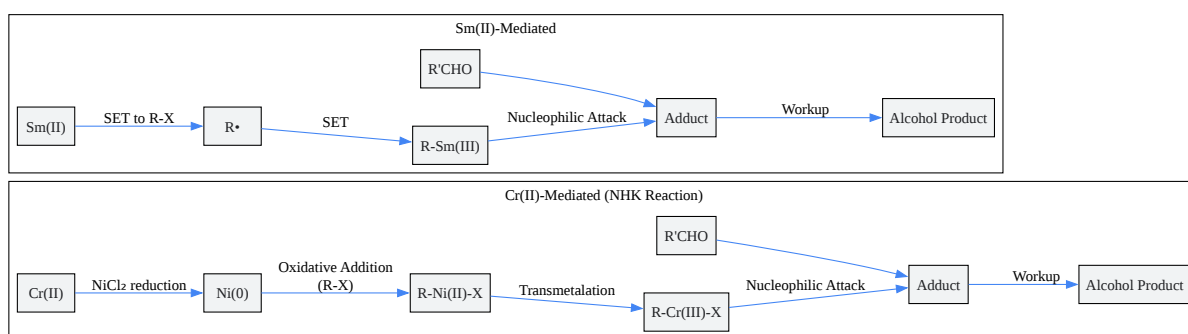 Sm(II)-Mediated
R'CHO
Sm(II)
SET to R-X
R•
SET
R-Sm(III)
Nucleophilic Attack
Adduct
Workup
Alcohol Product
Cr(II)-Mediated (NHK Reaction)
R'CHO
Cr(II)
NiCl₂ reduction
Ni(0)
Oxidative Addition
(R-X)
R-Ni(II)-X
Transmetalation
R-Cr(III)-X
Nucleophilic Attack
Adduct
Workup
Alcohol Product